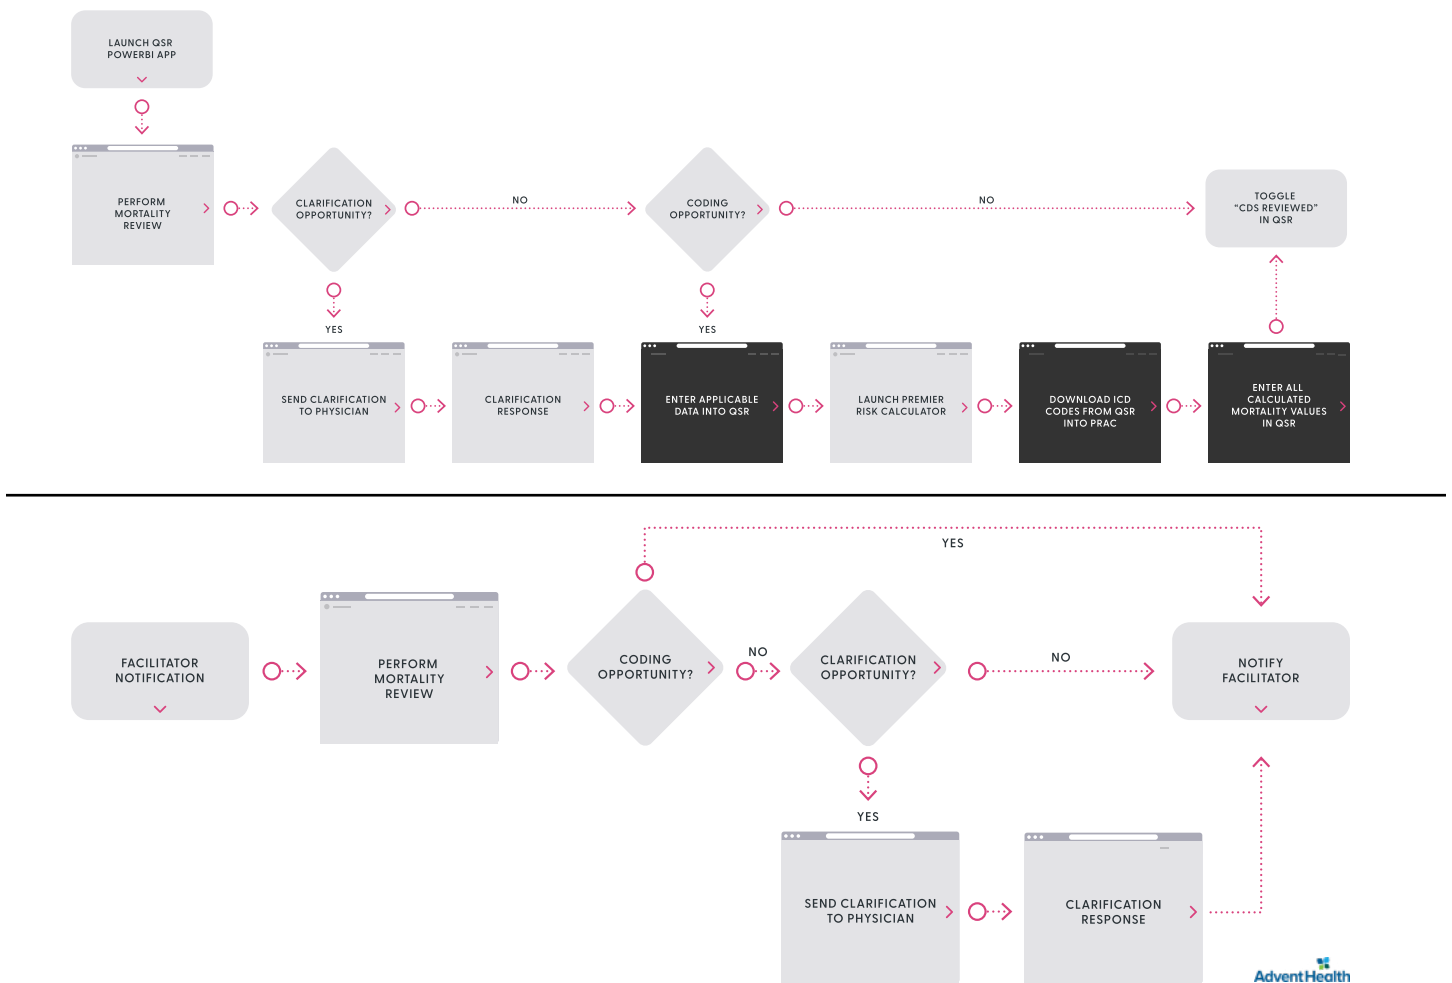 LAUNCH QSR
POWERBI APP
PERFORM
MORTALITY
REVIEW
CLARIFICATION
OPPORTUNITY?
NO
CODING
OPPORTUNITY?
NO
TOGGLE
“CDS REVIEWED”
IN QSR
YES
YES
SEND CLARIFICATION
TO PHYSICIAN
CLARIFICATION
RESPONSE
ENTER APPLICABLE
DATA INTO QSR
LAUNCH PREMIER
RISK CALCULATOR
DOWNLOAD ICD
CODES FROM QSR
INTO PRAC
ENTER ALL
CALCULATED
MORTALITY VALUES
IN QSR
YES
FACILITATOR
NOTIFICATION
PERFORM
MORTALITY
REVIEW
CODING
OPPORTUNITY?
NO
CLARIFICATION
OPPORTUNITY?
NO
NOTIFY
FACILITATOR
YES
SEND CLARIFICATION
TO PHYSICIAN
CLARIFICATION
RESPONSE
AdventHealth